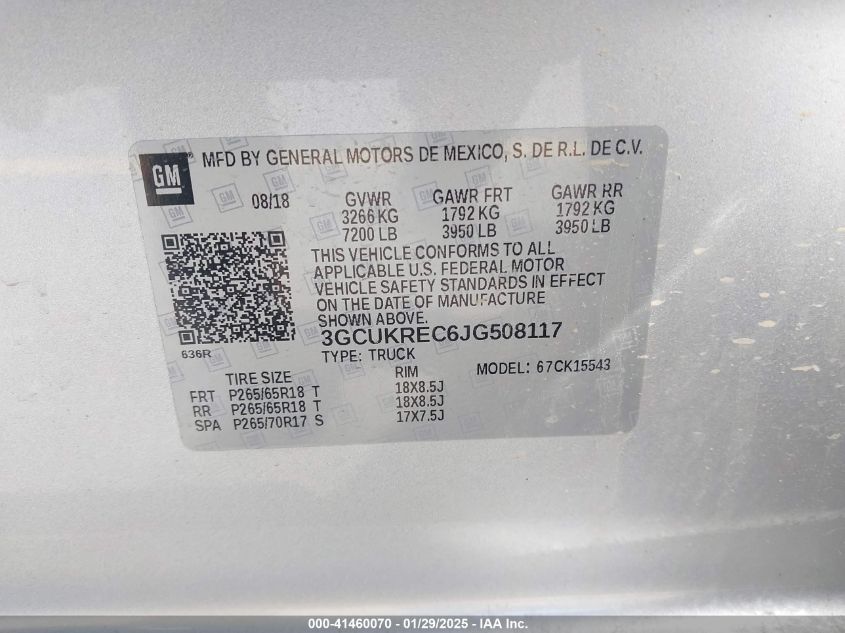 GM
® MFD BY GENERAL MOTORS DE MEXICO, S. DE R.L. DE C.V.
08/18 GVWR GAWR FRT GAWR RR
3266 KG 1792 KG 1792 KG
7200 LB 3950 LB 3950 LB
THIS VEHICLE CONFORMS TO ALL
APPLICABLE U.S. FEDERAL MOTOR
VEHICLE SAFETY STANDARDS IN EFFECT
ON THE DATE OF MANUFACTURE
SHOWN ABOVE.
3GCUKREC6JG508117
636R
TYPE: TRUCK MODEL: 67CK15543
TIRE SIZE RIM
FRT P265/65R18 T 18X8.5J
RR P265/65R18 T 18X8.5J
SPA P265/70R17 S 17X7.5J
000-41460070 - 01/29/2025 - IAA Inc.